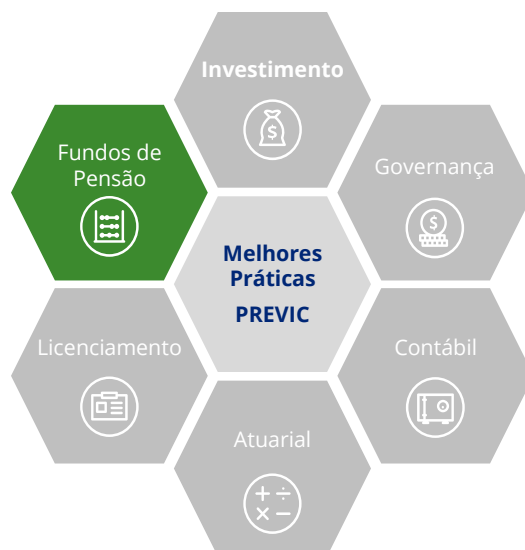 Investimento
Fundos de
Pensão
Governança
Melhores
Práticas
PREVIC
Licenciamento
Contábil
Atuarial